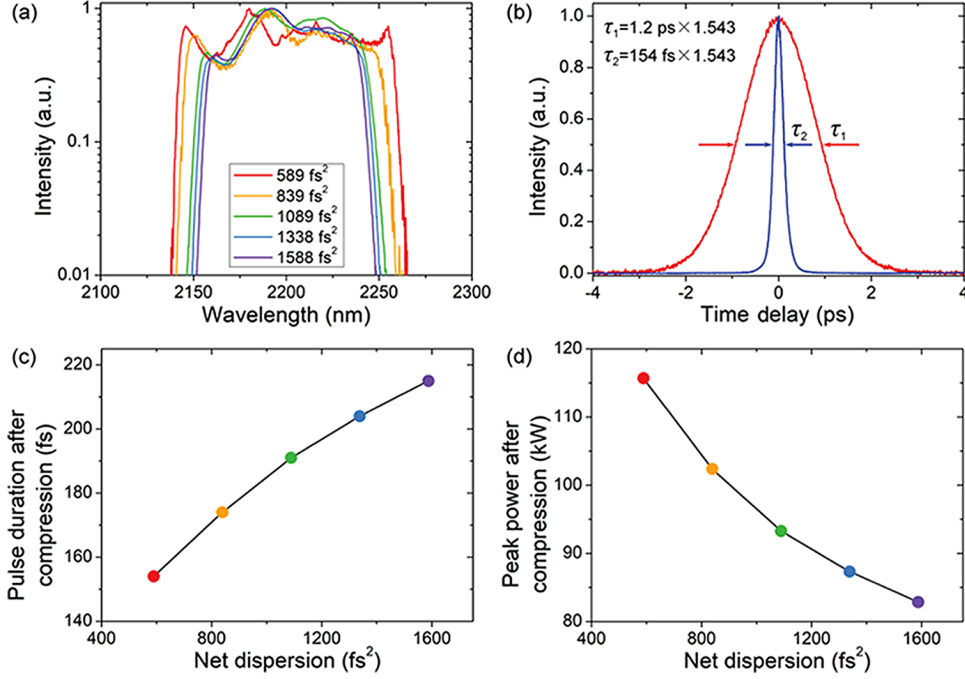 (a)
Intensity (a.u.)
1
0.1
0.01
589 fs²
839 fs²
1089 fs²
1338 fs²
1588 fs²
2100 2150 2200 2250 2300
Wavelength (nm)
(b)
Intensity (a.u.)
1.0
0.8
0.6
0.4
0.2
0.0
τ₁=1.2 ps×1.543
τ₂=154 fs×1.543
τ₂ τ₁
-4 -2 0 2 4
Time delay (ps)
(c)
Pulse duration after
compression (fs)
220
200
180
160
140
400 800 1200 1600
Net dispersion (fs²)
(d)
Peak power after
compression (kW)
120
110
100
90
80
400 800 1200 1600
Net dispersion (fs²)